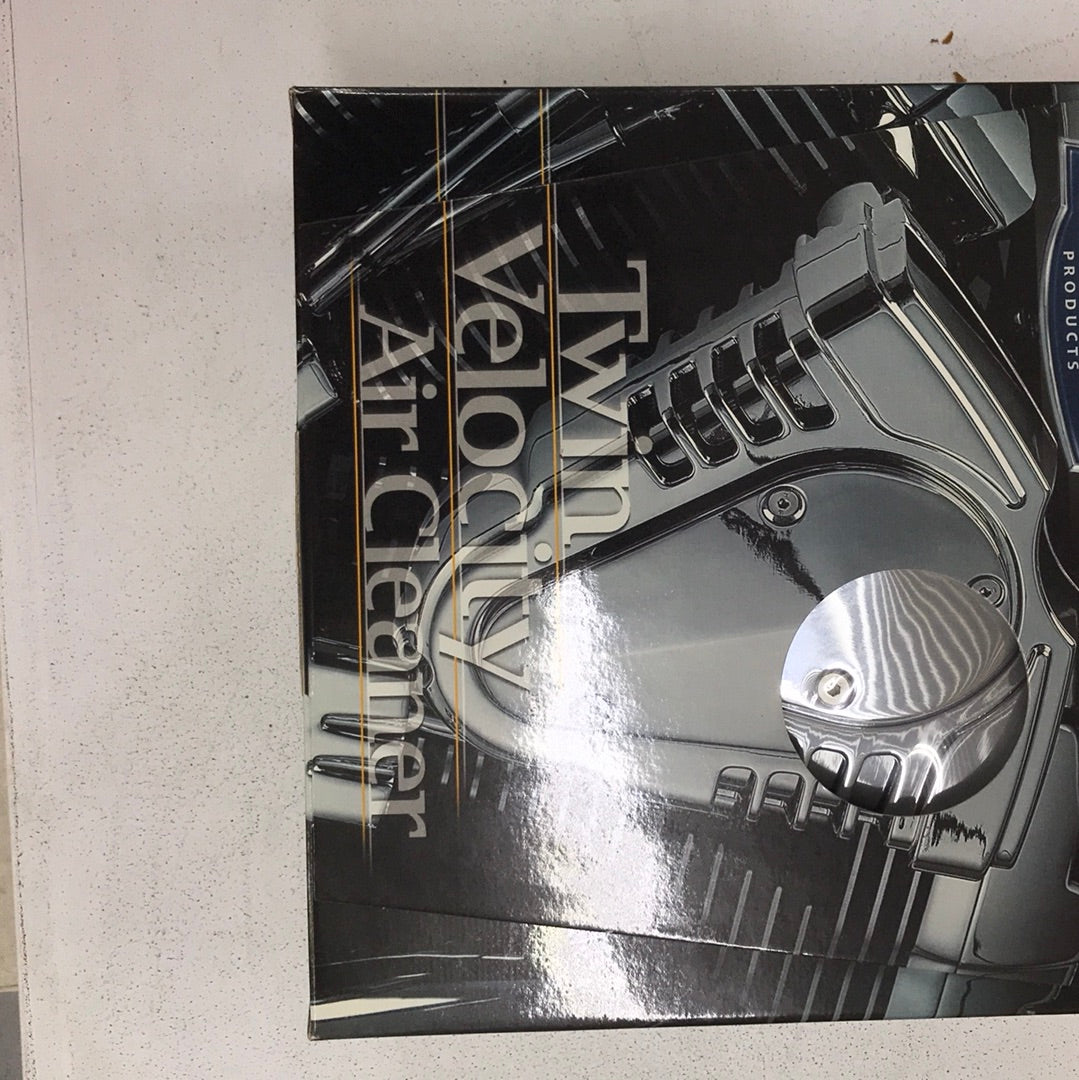 PRODUCTS
Twin
Velocity
Air Cleaner